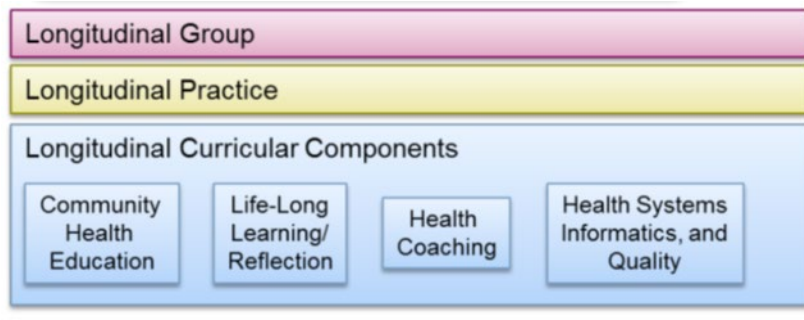 Longitudinal Group
Longitudinal Practice
Longitudinal Curricular Components
Community
Health
Education
Life-Long
Learning/
Reflection
Health
Coaching
Health Systems
Informatics, and
Quality